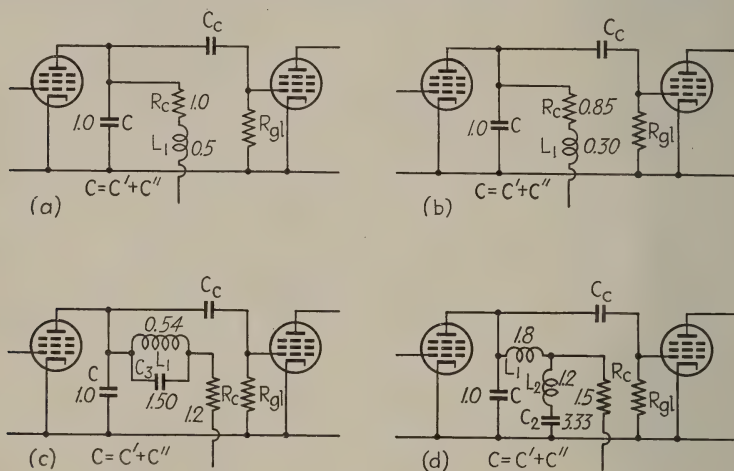 C_c
R_c 1.0
1.0 C
L_1 0.5
R_gl
(a) C=C'+C"
C_c
R_c 0.85
1.0 C
L_1 0.30
R_gl
(b) C=C'+C"
C_c
0.54
C_3 L_1
C
1.0
1.50
1.2
R_c
R_gl
(c) C=C'+C"
C_c
1.8
L_1
L_2 1.2
1.0 C
1.5
C_2 3.33
R_c
R_gl
(d) C=C'+C"